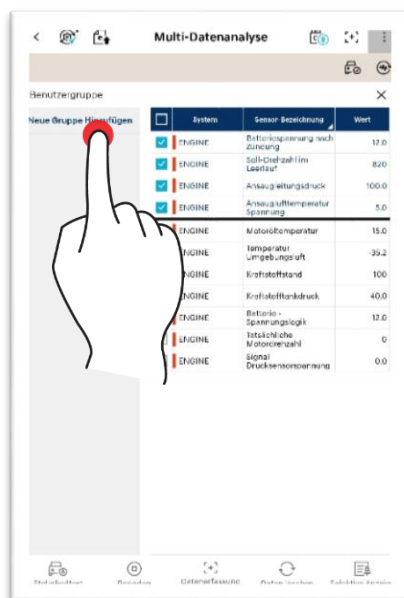 Multi-Datenanalyse
Benutzergruppe
Neue Gruppe Hinzufügen
System Sensor-Bezeichnung Wert
ENGINE Batteriespannung nach Zündung 12.0
ENGINE Soll-Drehzahl im Leerlauf 820
ENGINE Ansaugleitungsdruck 100.0
ENGINE Ansauglufttemperatur Spannung 5.0
ENGINE Motoröltemperatur 15.0
ENGINE Temperatur Umgebungsluft -35.2
ENGINE Kraftstoffstand 100
ENGINE Kraftstofftankdruck 40.0
ENGINE Batterie - Spannungslogik 12.0
ENGINE Tatsächliche Motordrehzahl 0
ENGINE Signal Drucksensorspannung 0.0
Datenerfassung